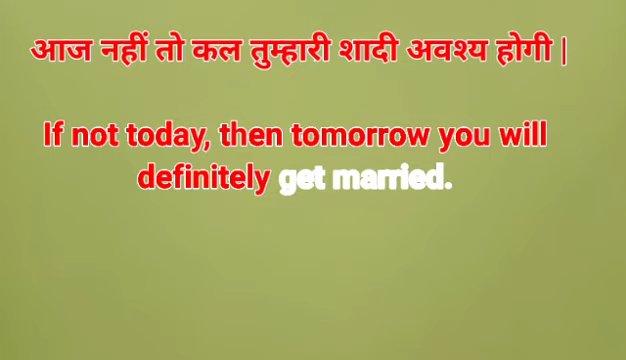 आज नहीं तो कल तुम्हारी शादी अवश्य होगी |
If not today, then tomorrow you will
definitely get married.